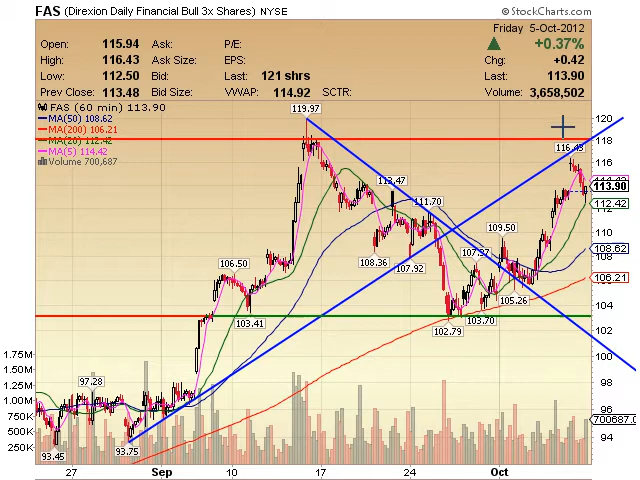 FAS (Direxion Daily Financial Bull 3x Shares) NYSE
© StockCharts.com
Friday 5-Oct-2012
Open: 115.94 Ask: P/E: +0.37%
High: 116.43 Ask Size: EPS: Chg: +0.42
Low: 112.50 Bid: Last: 121 shrs Last: 113.90
Prev Close: 113.48 Bid Size: VWAP: 114.92 SCTR: Volume: 3,658,502
FAS (60 min) 113.90
MA(50) 108.62
MA(200) 106.21
MA(20) 112.42
MA(5) 114.42
Volume 700,687
119.97
116.43
113.47
111.70
109.50
108.36
107.92
107.37
106.50
105.26
103.41
103.70
102.79
97.28
93.45
93.75
120
118
116
113.90
112.42
112
110
108.62
106.21
104
102
100
98
96
94
700687.0
1.75M
1.50M
1.25M
1.00M
750K
500K
250K
27 Sep 10 17 24 Oct